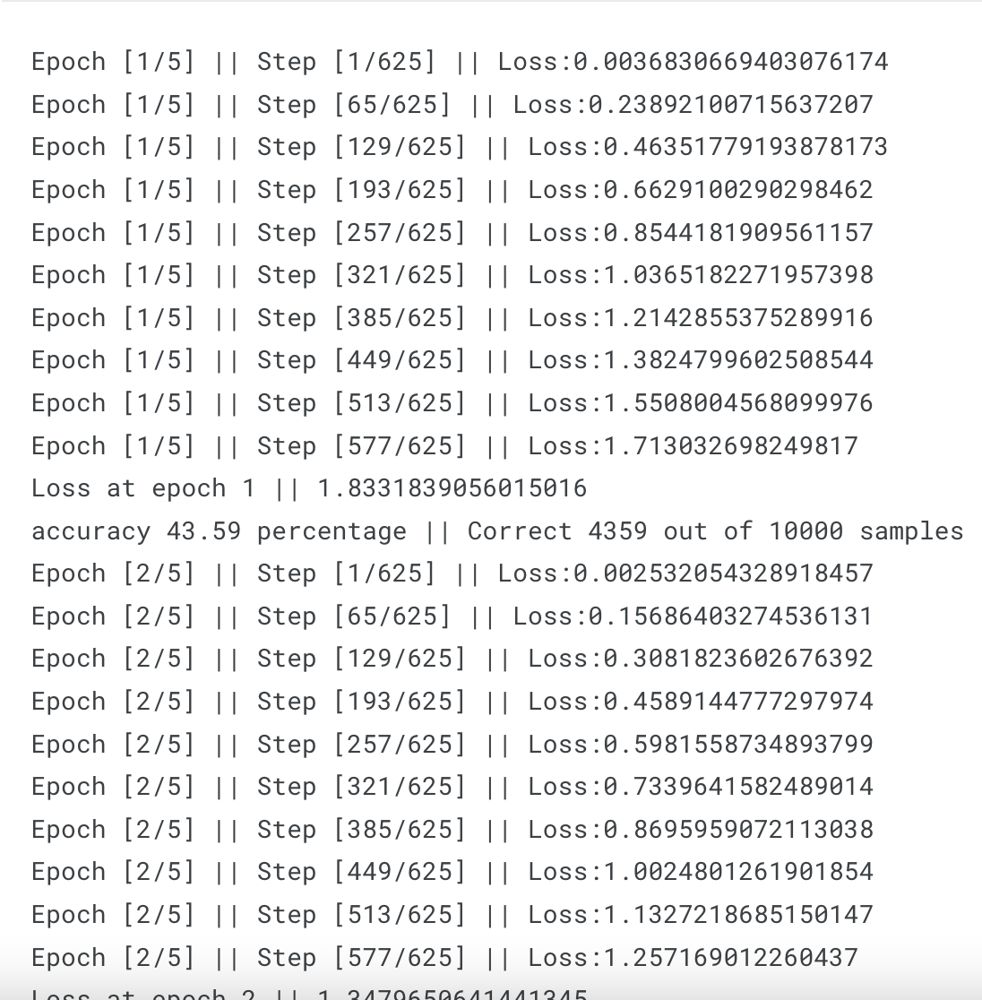 Epoch [1/5] || Step [1/625] || Loss:0.0036830669403076174
Epoch [1/5] || Step [65/625] || Loss:0.23892100715637207
Epoch [1/5] || Step [129/625] || Loss:0.46351779193878173
Epoch [1/5] || Step [193/625] || Loss:0.6629100290298462
Epoch [1/5] || Step [257/625] || Loss:0.8544181909561157
Epoch [1/5] || Step [321/625] || Loss:1.0365182271957398
Epoch [1/5] || Step [385/625] || Loss:1.2142855375289916
Epoch [1/5] || Step [449/625] || Loss:1.3824799602508544
Epoch [1/5] || Step [513/625] || Loss:1.5508004568099976
Epoch [1/5] || Step [577/625] || Loss:1.713032698249817
Loss at epoch 1 || 1.8331839056015016
accuracy 43.59 percentage || Correct 4359 out of 10000 samples
Epoch [2/5] || Step [1/625] || Loss:0.002532054328918457
Epoch [2/5] || Step [65/625] || Loss:0.15686403274536131
Epoch [2/5] || Step [129/625] || Loss:0.3081823602676392
Epoch [2/5] || Step [193/625] || Loss:0.4589144777297974
Epoch [2/5] || Step [257/625] || Loss:0.5981558734893799
Epoch [2/5] || Step [321/625] || Loss:0.7339641582489014
Epoch [2/5] || Step [385/625] || Loss:0.8695959072113038
Epoch [2/5] || Step [449/625] || Loss:1.0024801261901854
Epoch [2/5] || Step [513/625] || Loss:1.1327218685150147
Epoch [2/5] || Step [577/625] || Loss:1.257169012260437
Loss at epoch 2 || 1.3479650641441345